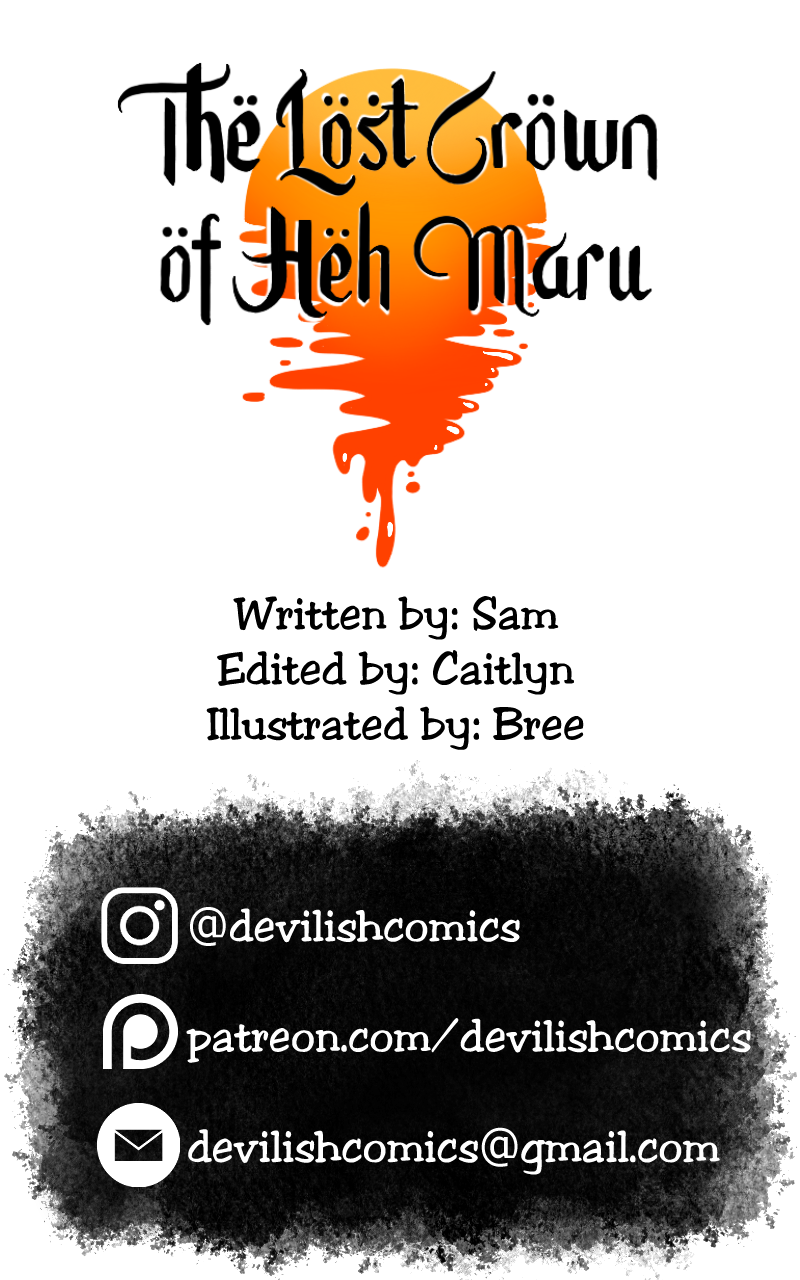 Thë Löst Cröwn
öf Hëh Maru
Written by: Sam
Edited by: Caitlyn
Illustrated by: Bree
@devilishcomics
patreon.com/devilishcomics
devilishcomics@gmail.com